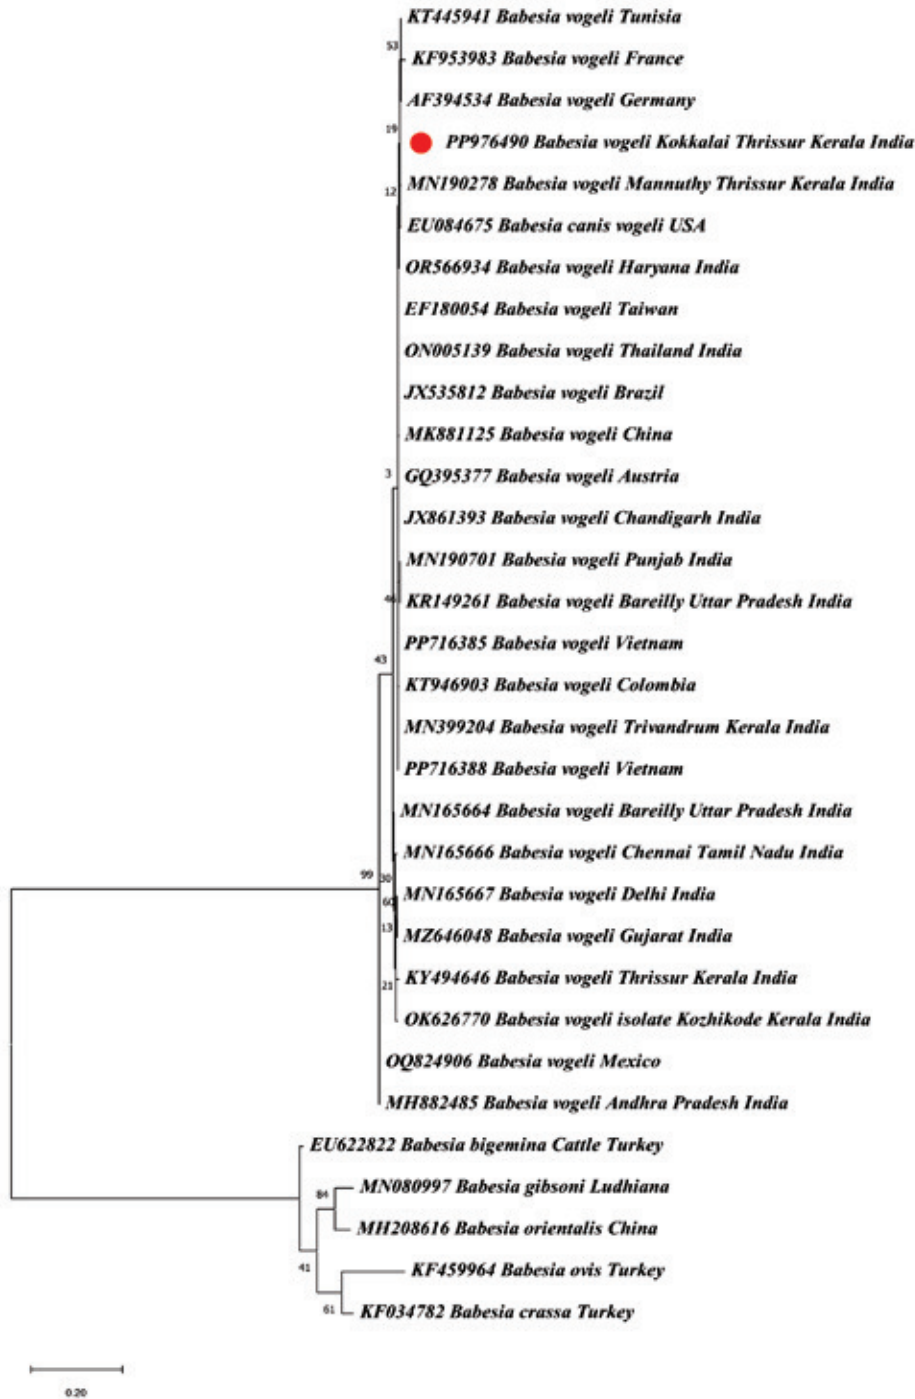 KT445941 Babesia vogeli Tunisia
53
KF953983 Babesia vogeli France
AF394534 Babesia vogeli Germany
19
PP976490 Babesia vogeli Kokkalai Thrissur Kerala India
MN190278 Babesia vogeli Mannuthy Thrissur Kerala India
12
EU084675 Babesia canis vogeli USA
OR566934 Babesia vogeli Haryana India
EF180054 Babesia vogeli Taiwan
ON005139 Babesia vogeli Thailand India
JX535812 Babesia vogeli Brazil
MK881125 Babesia vogeli China
3
GQ395377 Babesia vogeli Austria
JX861393 Babesia vogeli Chandigarh India
MN190701 Babesia vogeli Punjab India
KR149261 Babesia vogeli Bareilly Uttar Pradesh India
PP716385 Babesia vogeli Vietnam
43
KT946903 Babesia vogeli Colombia
MN399204 Babesia vogeli Trivandrum Kerala India
PP716388 Babesia vogeli Vietnam
MN165664 Babesia vogeli Bareilly Uttar Pradesh India
MN165666 Babesia vogeli Chennai Tamil Nadu India
99
30
MN165667 Babesia vogeli Delhi India
60
13
MZ646048 Babesia vogeli Gujarat India
KY494646 Babesia vogeli Thrissur Kerala India
21
OK626770 Babesia vogeli isolate Kozhikode Kerala India
OQ824906 Babesia vogeli Mexico
MH882485 Babesia vogeli Andhra Pradesh India
EU622822 Babesia bigemina Cattle Turkey
84
MN080997 Babesia gibsoni Ludhiana
MH208616 Babesia orientalis China
41
KF459964 Babesia ovis Turkey
61
KF034782 Babesia crassa Turkey
0.20